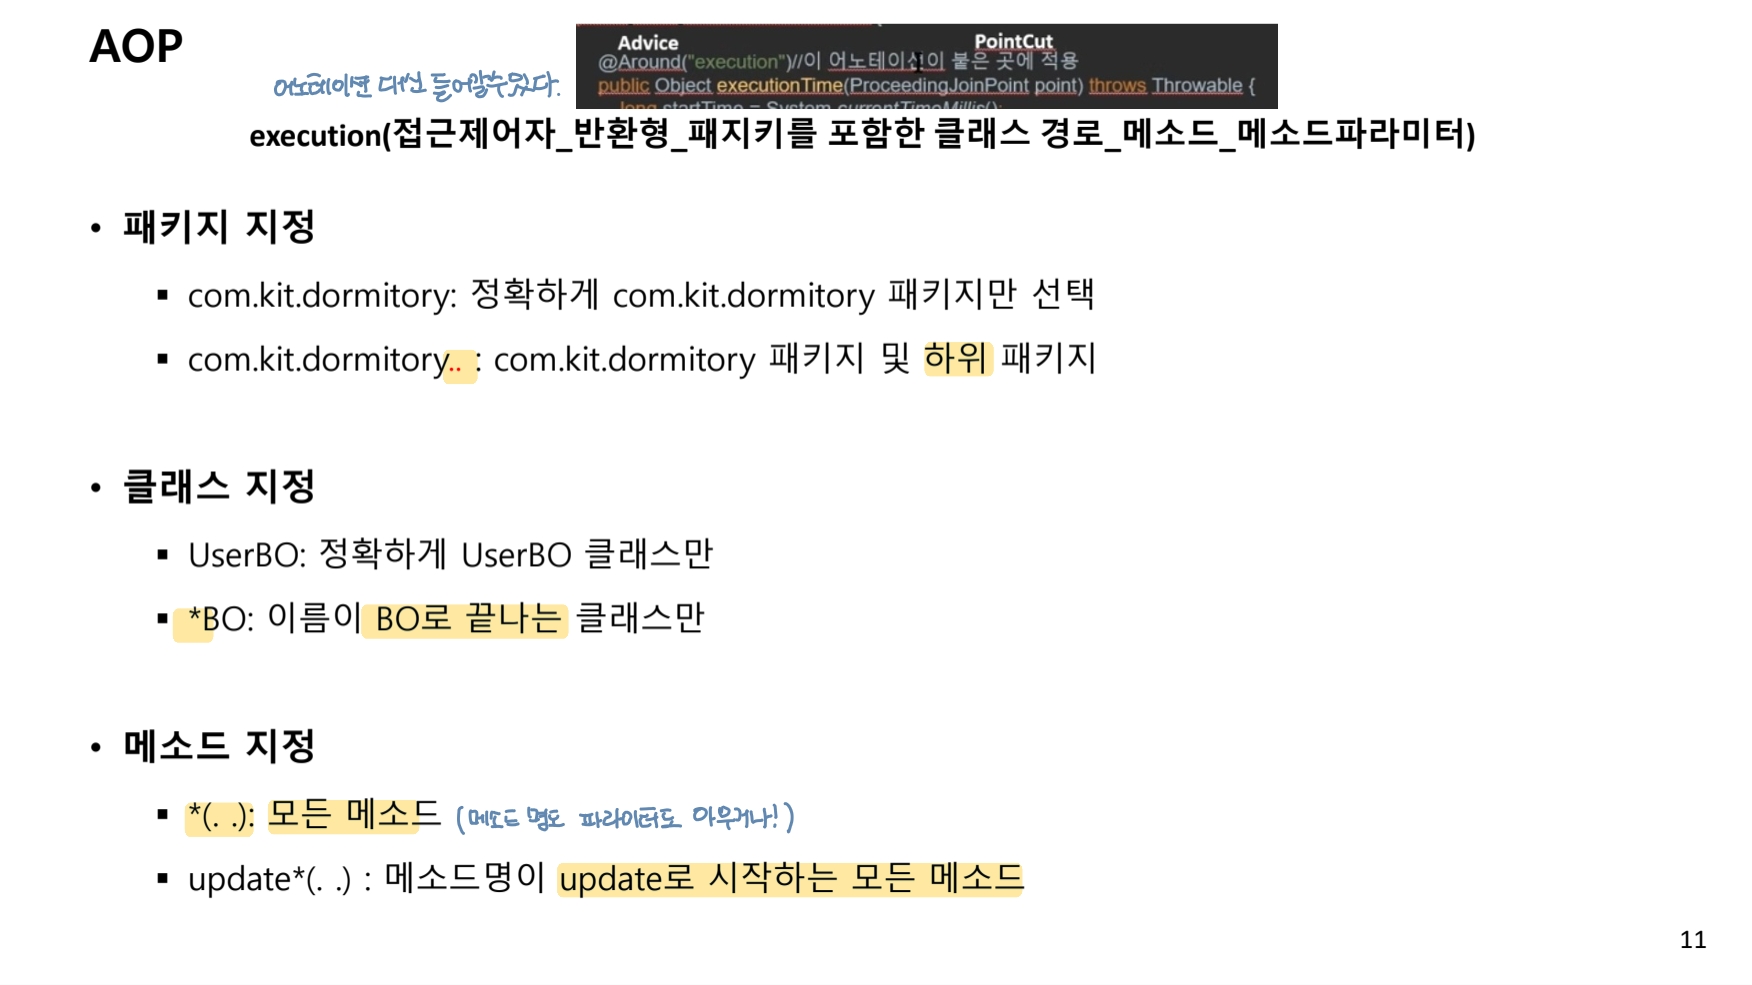 AOP
Advice PointCut
@Around("execution")//이 어노테이션이 붙은 곳에 적용
어노테이션 대신 들어갈수있다.
public Object executionTime(ProceedingJoinPoint point) throws Throwable {
long startTime = System.currentTimeMillis();
execution(접근제어자_반환형_패지키를 포함한 클래스 경로_메소드_메소드파라미터)
• 패키지 지정
▪ com.kit.dormitory: 정확하게 com.kit.dormitory 패키지만 선택
▪ com.kit.dormitory.. : com.kit.dormitory 패키지 및 하위 패키지
• 클래스 지정
▪ UserBO: 정확하게 UserBO 클래스만
▪ *BO: 이름이 BO로 끝나는 클래스만
• 메소드 지정
▪ *(. .): 모든 메소드 (메소드 명도 파라미터도 아무거나!)
▪ update*(. .) : 메소드명이 update로 시작하는 모든 메소드
11